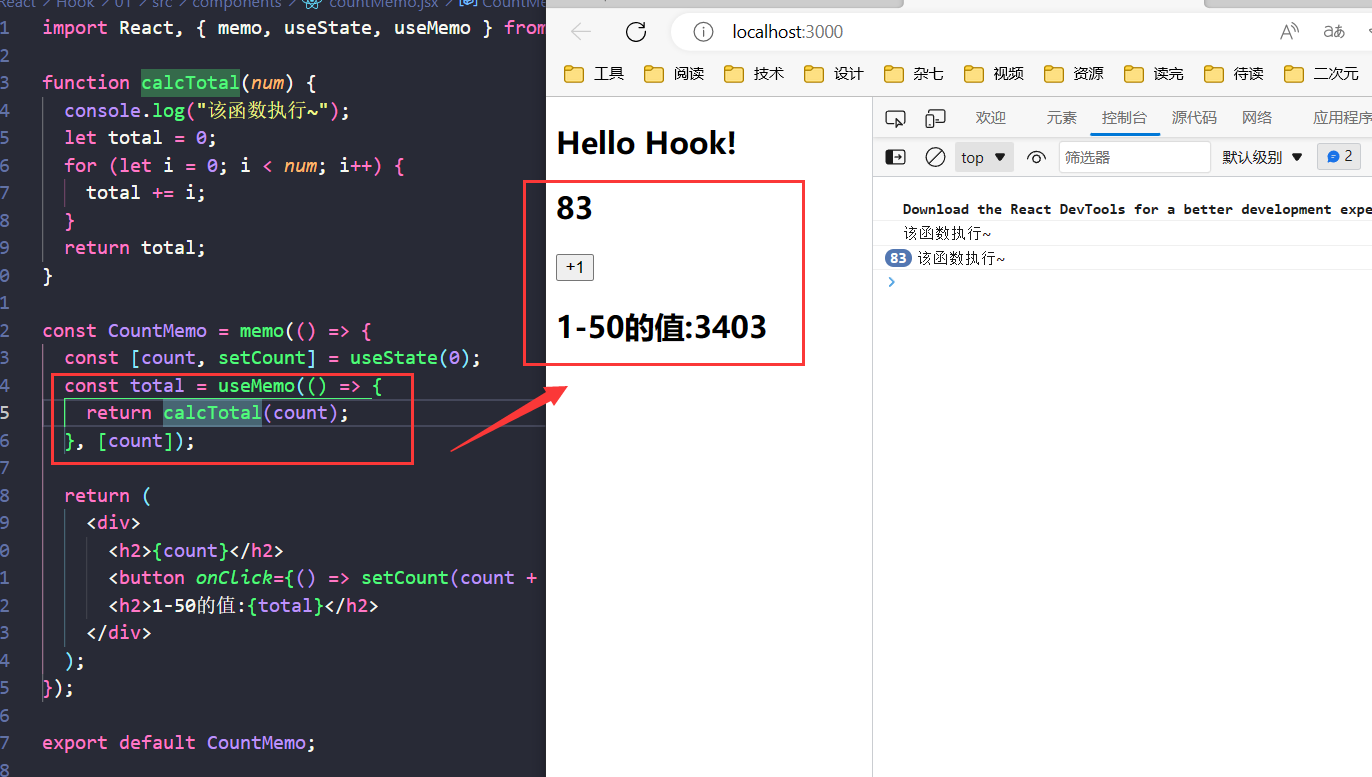 React > Hook > 01 > src > components > countMemo.jsx > CountMe
1 import React, { memo, useState, useMemo } from
2
3 function calcTotal(num) {
4 console.log("该函数执行~");
5 let total = 0;
6 for (let i = 0; i < num; i++) {
7 total += i;
8 }
9 return total;
0 }
1
2 const CountMemo = memo(() => {
3 const [count, setCount] = useState(0);
4 const total = useMemo(() => {
5 return calcTotal(count);
6 }, [count]);
7
8 return (
9 <div>
0 <h2>{count}</h2>
1 <button onClick={() => setCount(count +
2 <h2>1-50的值:{total}</h2>
3 </div>
4 );
5 });
6
7 export default CountMemo;
8
localhost:3000
A aあ
工具 阅读 技术 设计 杂七 视频 资源 读完 待读 二次元
Hello Hook!
83
+1
1-50的值:3403
欢迎 元素 控制台 源代码 网络 应用程序
top 筛选器 默认级别 2
Download the React DevTools for a better development expe
该函数执行~
83 该函数执行~